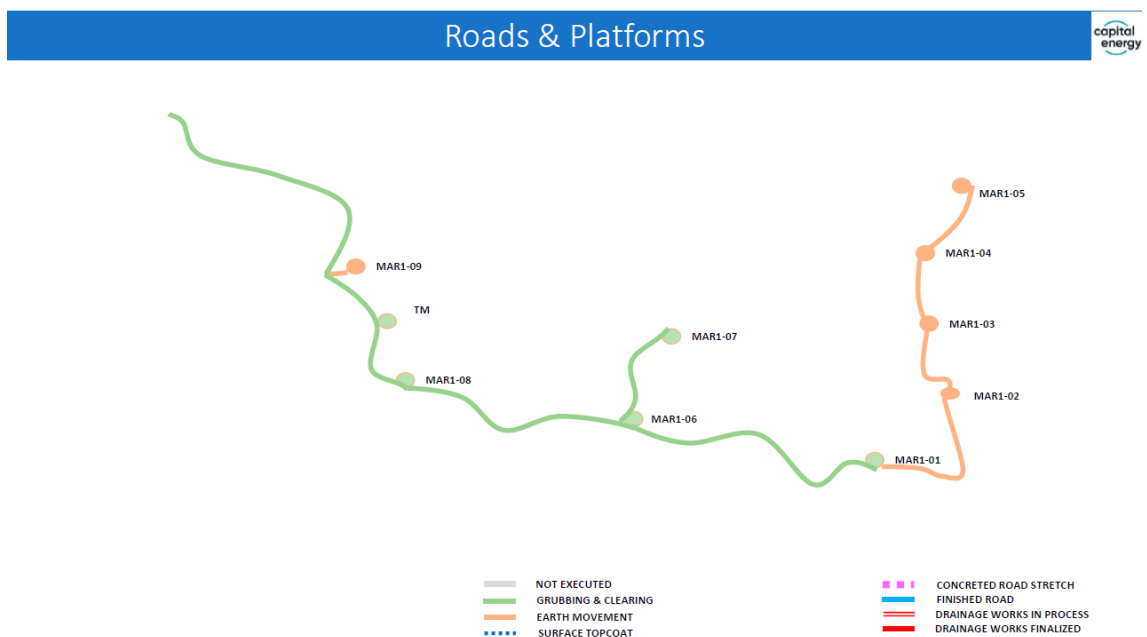 Roads & Platforms
capital
energy
MAR1-05
MAR1-04
MAR1-09
TM
MAR1-03
MAR1-07
MAR1-08
MAR1-02
MAR1-06
MAR1-01
NOT EXECUTED
GRUBBING & CLEARING
EARTH MOVEMENT
SURFACE TOPCOAT
CONCRETED ROAD STRETCH
FINISHED ROAD
DRAINAGE WORKS IN PROCESS
DRAINAGE WORKS FINALIZED